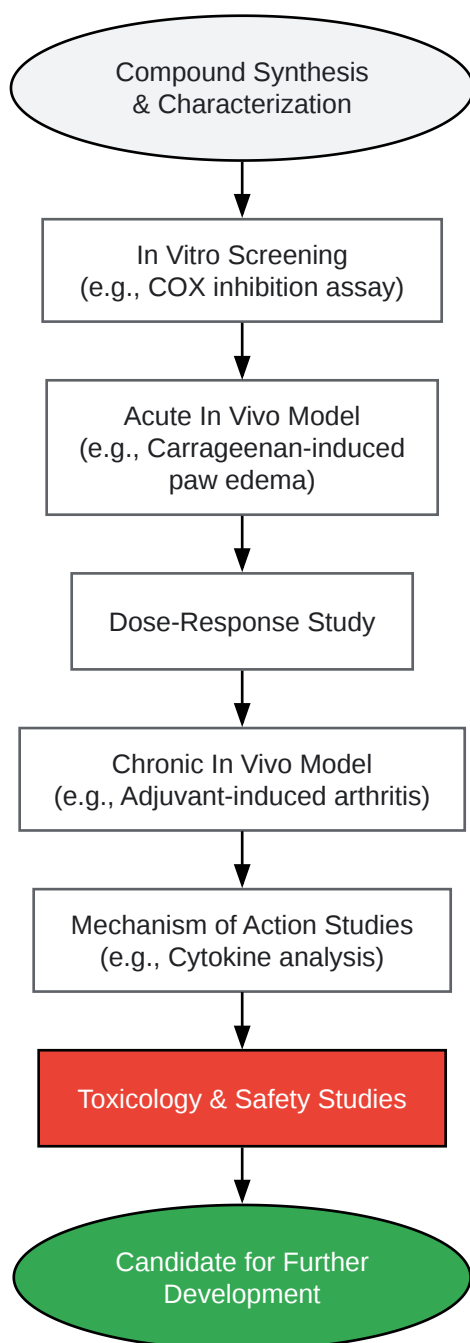 Compound Synthesis
& Characterization
In Vitro Screening
(e.g., COX inhibition assay)
Acute In Vivo Model
(e.g., Carrageenan-induced
paw edema)
Dose-Response Study
Chronic In Vivo Model
(e.g., Adjuvant-induced arthritis)
Mechanism of Action Studies
(e.g., Cytokine analysis)
Toxicology & Safety Studies
Candidate for Further
Development